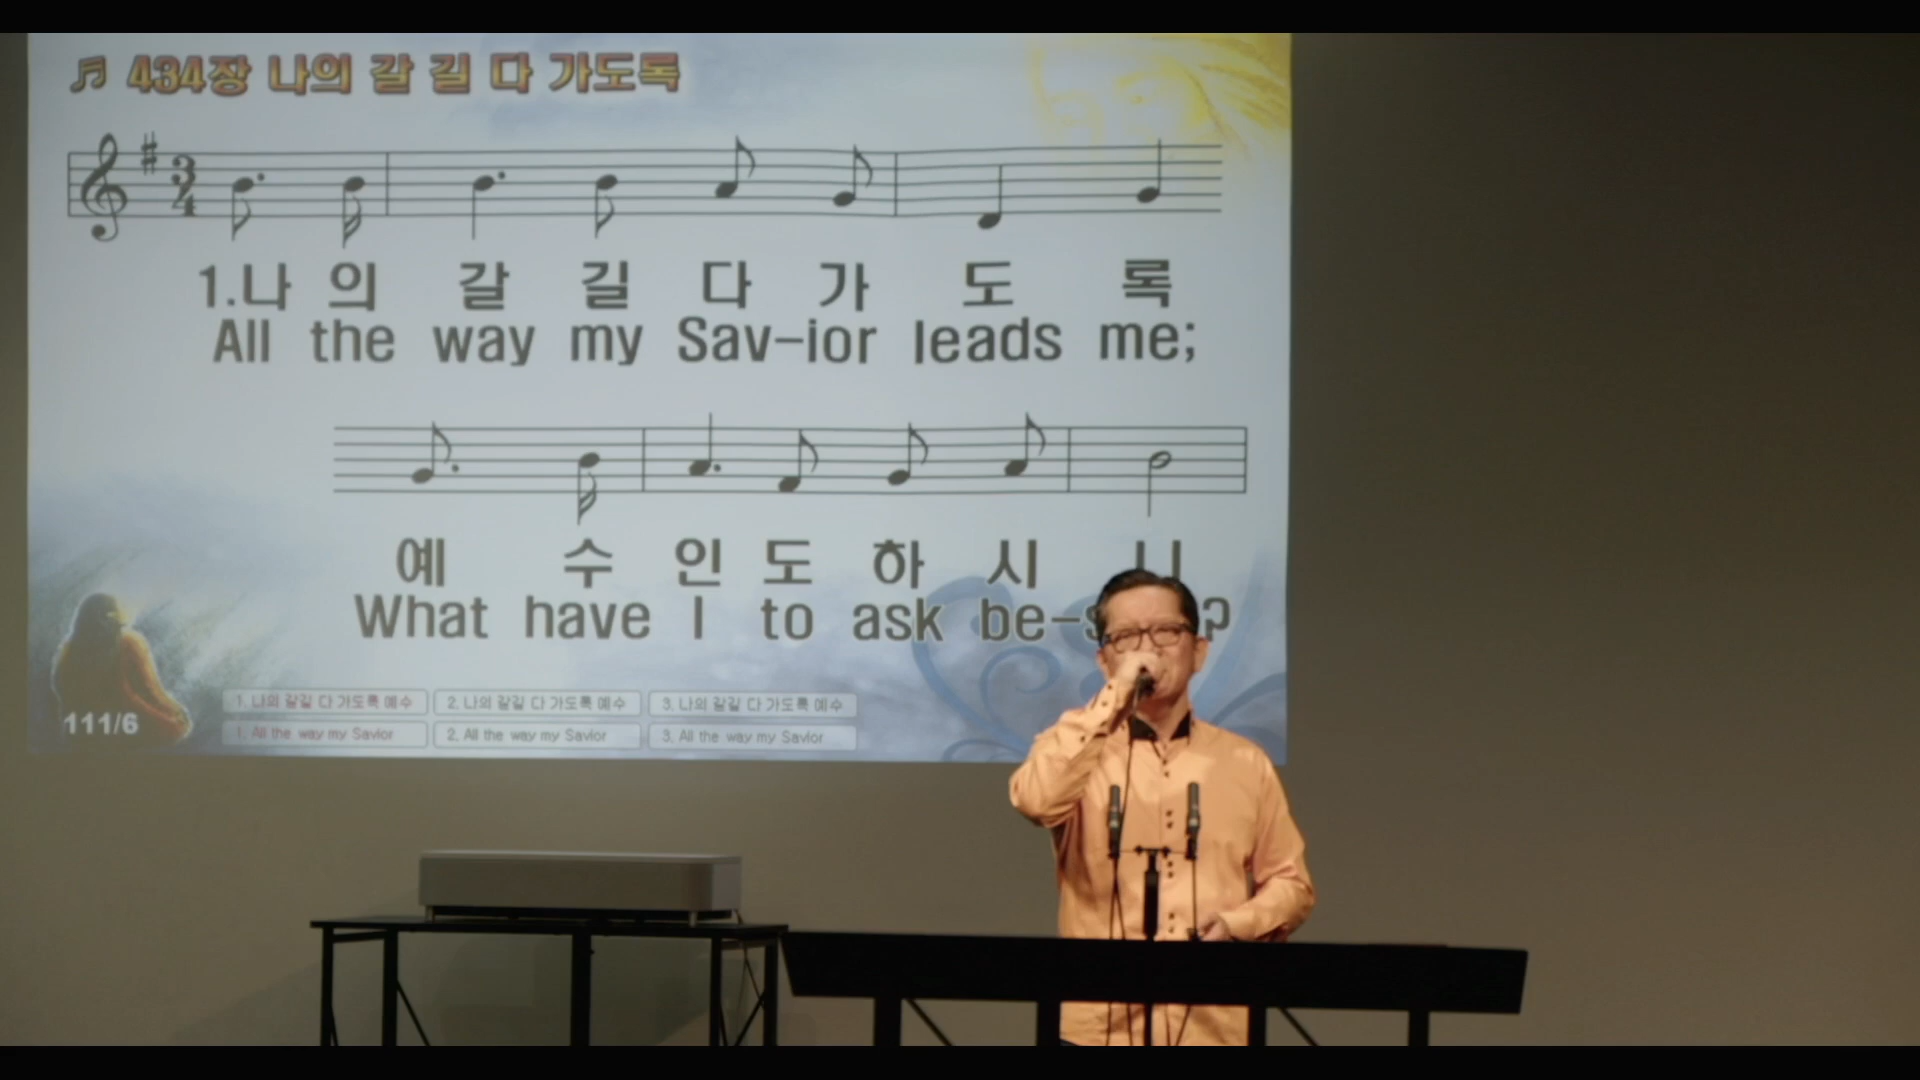 434장 나의 갈 길 다 가도록
3
4
1.나 의 갈 길 다 가 도 록
All the way my Sav-ior leads me;
예 수 인 도 하 시 니
What have I to ask be-s ?
1. 나의 갈길 다 가도록 예수 2. 나의 갈길 다 가도록 예수 3. 나의 갈길 다 가도록 예수
111/6
1. All the way my Savior 2. All the way my Savior 3. All the way my Savior